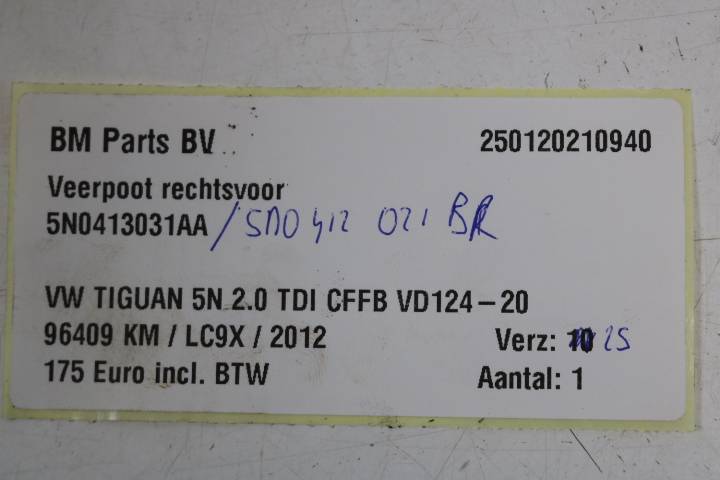 BM Parts BV 250120210940
Veerpoot rechtsvoor
5N0413031AA / 5N0 412 021 BR
VW TIGUAN 5N 2.0 TDI CFFB VD124-20
96409 KM / LC9X / 2012 Verz: 10 25
175 Euro incl. BTW Aantal: 1